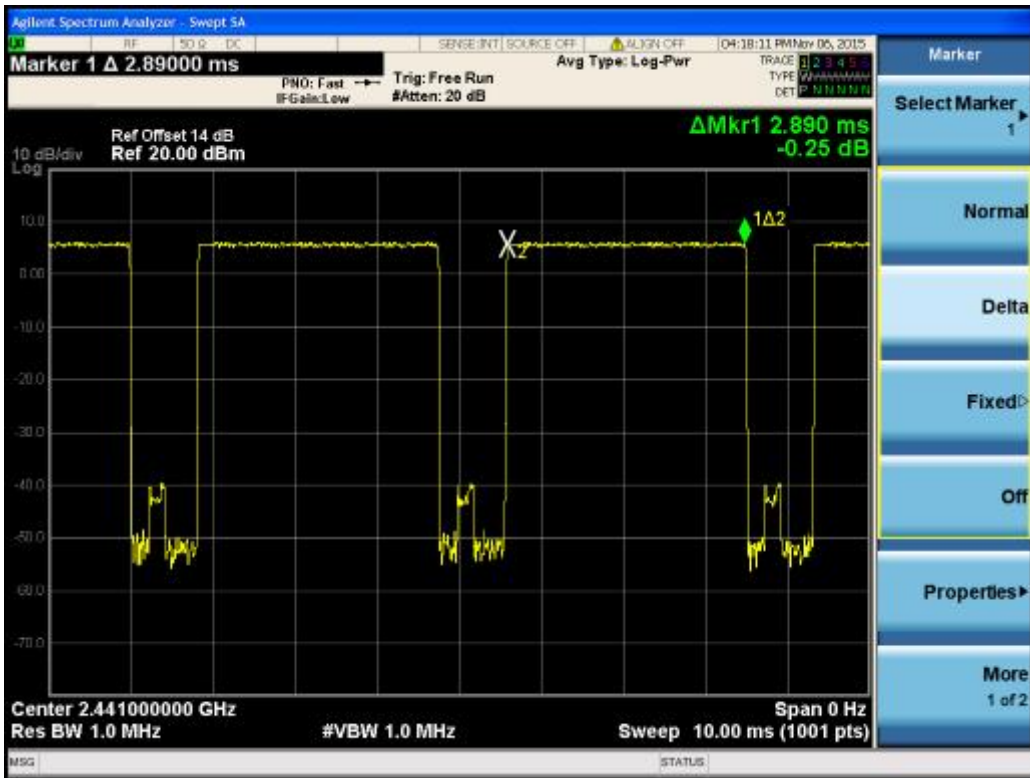 Agilent Spectrum Analyzer - Swept SA
RF 50 Ω DC SENSE:INT SOURCE OFF ALIGN OFF 04:18:11 PM Nov 06, 2015
Marker 1 Δ 2.89000 ms
PNO: Fast
IFGain:Low
Trig: Free Run
#Atten: 20 dB
Avg Type: Log-Pwr
TRACE 1 2 3 4 5 6
TYPE W
DET P N N N N N
ΔMkr1 2.890 ms
-0.25 dB
Ref Offset 14 dB
10 dB/div Ref 20.00 dBm
Log
10.0
0.00
-10.0
-20.0
-30.0
-40.0
-50.0
-60.0
-70.0
1Δ2
X2
Center 2.441000000 GHz
Span 0 Hz
Res BW 1.0 MHz
#VBW 1.0 MHz
Sweep 10.00 ms (1001 pts)
MSG
STATUS
Marker
Select Marker
1
Normal
Delta
Fixed
Off
Properties
More
1 of 2